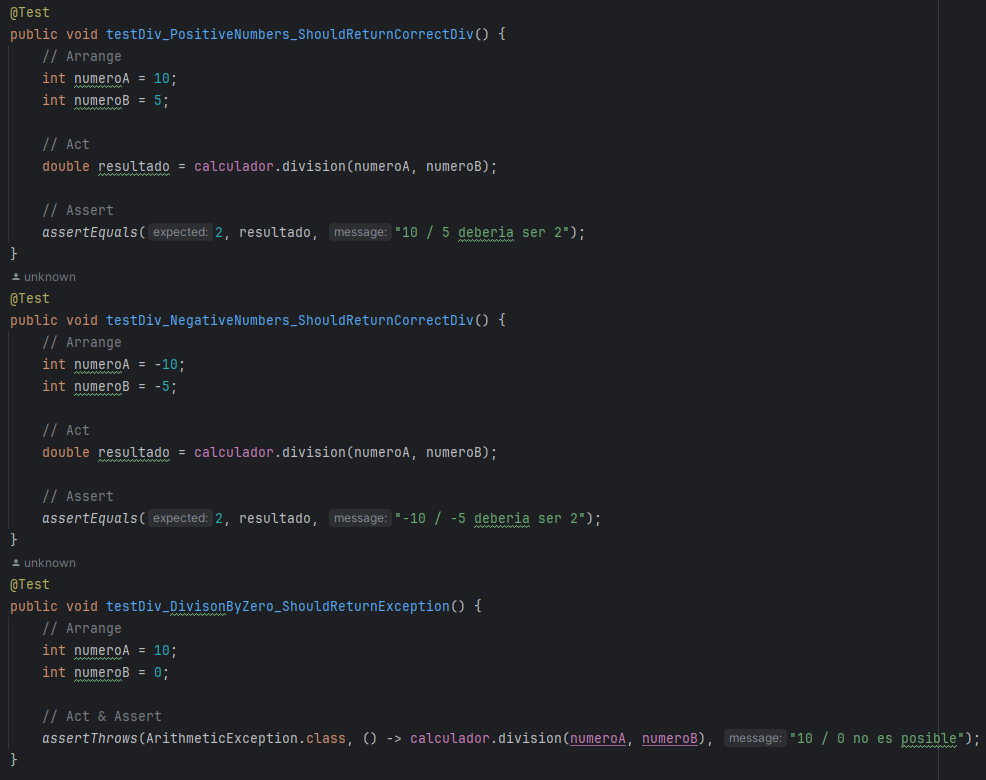 @Test
public void testDiv_PositiveNumbers_ShouldReturnCorrectDiv() {
// Arrange
int numeroA = 10;
int numeroB = 5;
// Act
double resultado = calculador.division(numeroA, numeroB);
// Assert
assertEquals( expected: 2, resultado, message: "10 / 5 deberia ser 2");
}
unknown
@Test
public void testDiv_NegativeNumbers_ShouldReturnCorrectDiv() {
// Arrange
int numeroA = -10;
int numeroB = -5;
// Act
double resultado = calculador.division(numeroA, numeroB);
// Assert
assertEquals( expected: 2, resultado, message: "-10 / -5 deberia ser 2");
}
unknown
@Test
public void testDiv_DivisonByZero_ShouldReturnException() {
// Arrange
int numeroA = 10;
int numeroB = 0;
// Act & Assert
assertThrows(ArithmeticException.class, () -> calculador.division(numeroA, numeroB), message: "10 / 0 no es posible");
}